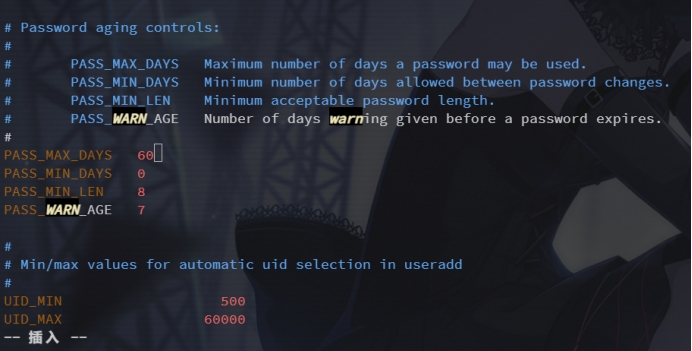 # Password aging controls:
#
#       PASS_MAX_DAYS   Maximum number of days a password may be used.
#       PASS_MIN_DAYS   Minimum number of days allowed between password changes.
#       PASS_MIN_LEN    Minimum acceptable password length.
#       PASS_WARN_AGE   Number of days warning given before a password expires.
#
PASS_MAX_DAYS   60
PASS_MIN_DAYS   0
PASS_MIN_LEN    8
PASS_WARN_AGE   7
#
# Min/max values for automatic uid selection in useradd
#
UID_MIN                   500
UID_MAX                 60000
-- 插入 --